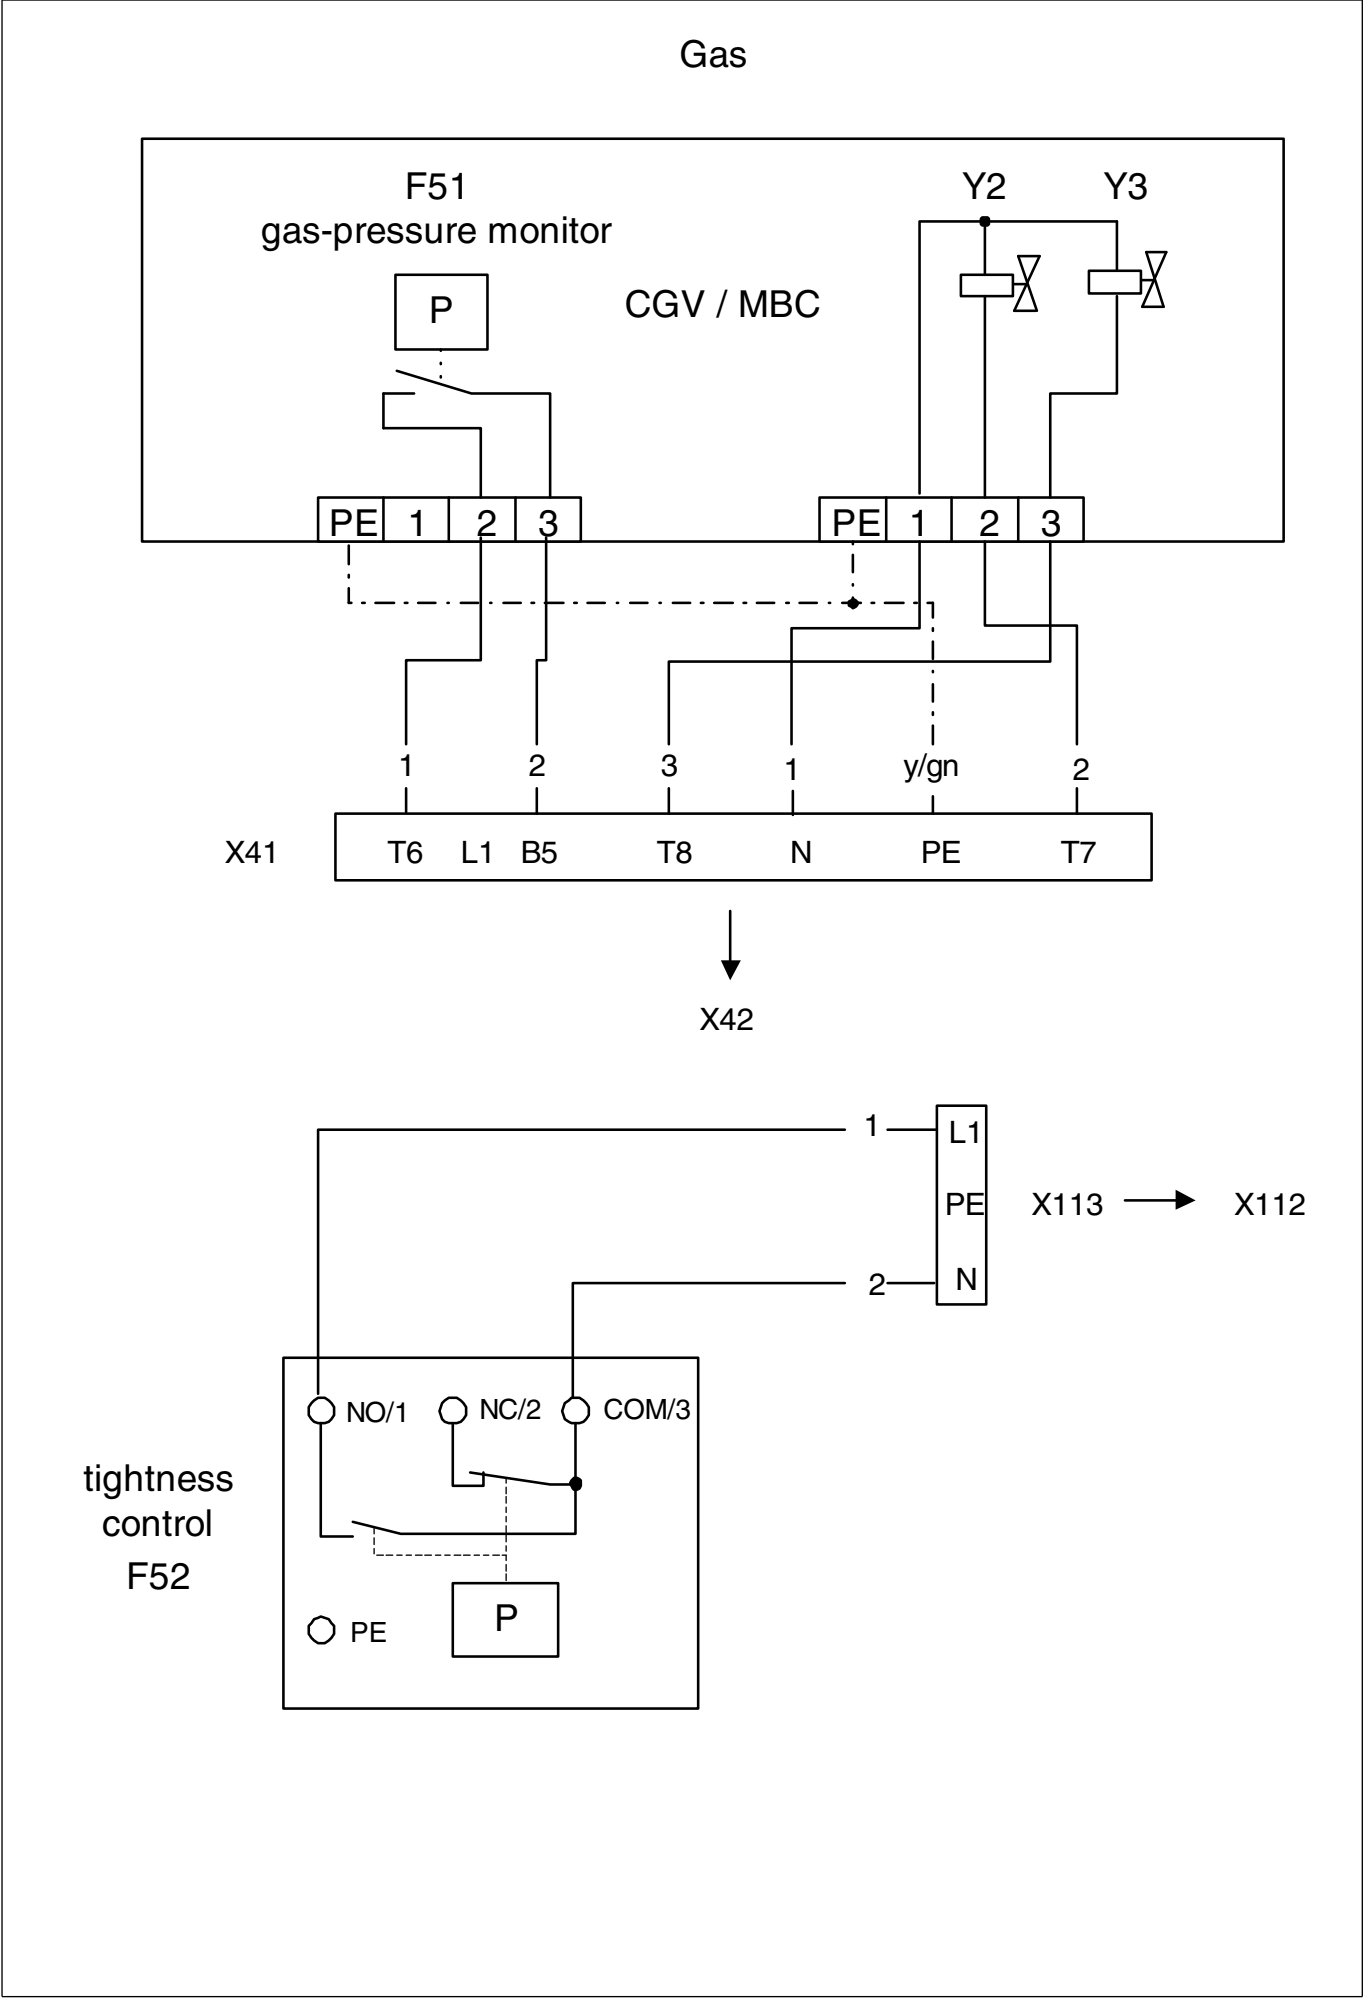 Gas
F51
gas-pressure monitor
Y2 Y3
P
CGV / MBC
PE 1 2 3
PE 1 2 3
1 2 3 1 y/gn 2
X41 T6 L1 B5 T8 N PE T7
X42
1 L1
PE X113 X112
2 N
NO/1 NC/2 COM/3
tightness
control
F52
P
PE